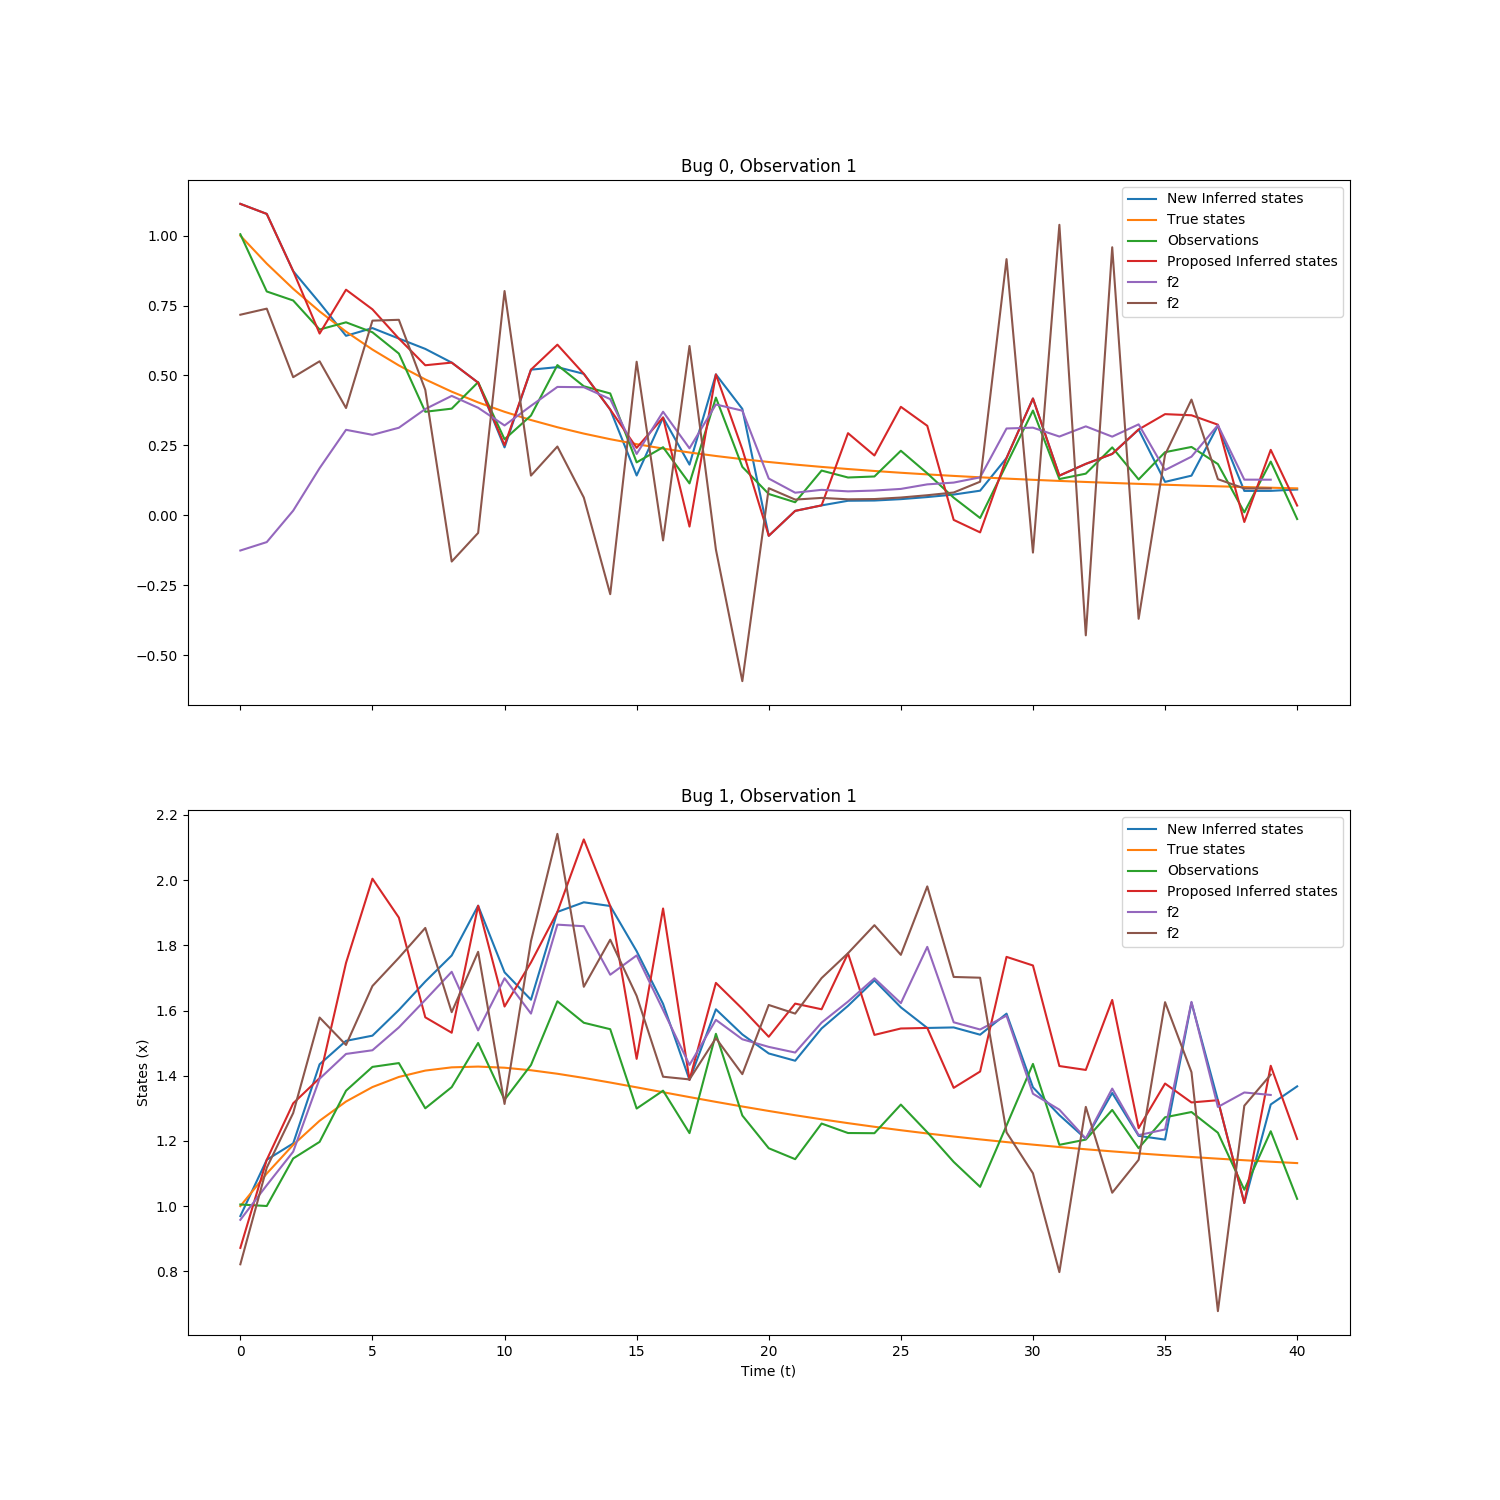 Bug 0, Observation 1
New Inferred states
True states
Observations
Proposed Inferred states
f2
f2
1.00
0.75
0.50
0.25
0.00
−0.25
−0.50
Bug 1, Observation 1
New Inferred states
True states
Observations
Proposed Inferred states
f2
f2
2.2
2.0
1.8
1.6
1.4
1.2
1.0
0.8
States (x)
0 5 10 15 20 25 30 35 40
Time (t)